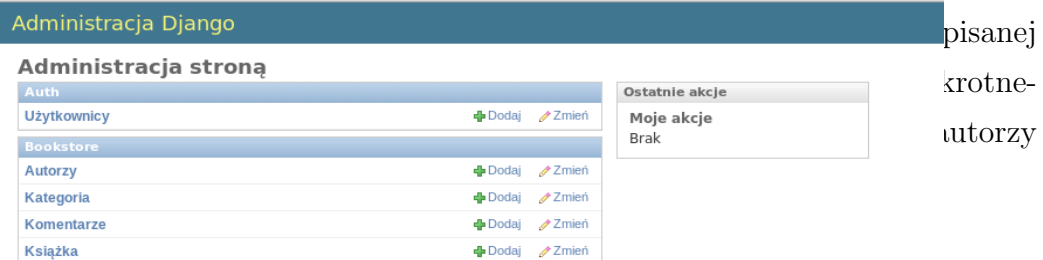 Administracja Django
Administracja stroną
Auth
Użytkownicy Dodaj Zmień
Bookstore
Autorzy Dodaj Zmień
Kategoria Dodaj Zmień
Komentarze Dodaj Zmień
Książka Dodaj Zmień
Ostatnie akcje
Moje akcje
Brak
pisanej
krotne-
autorzy